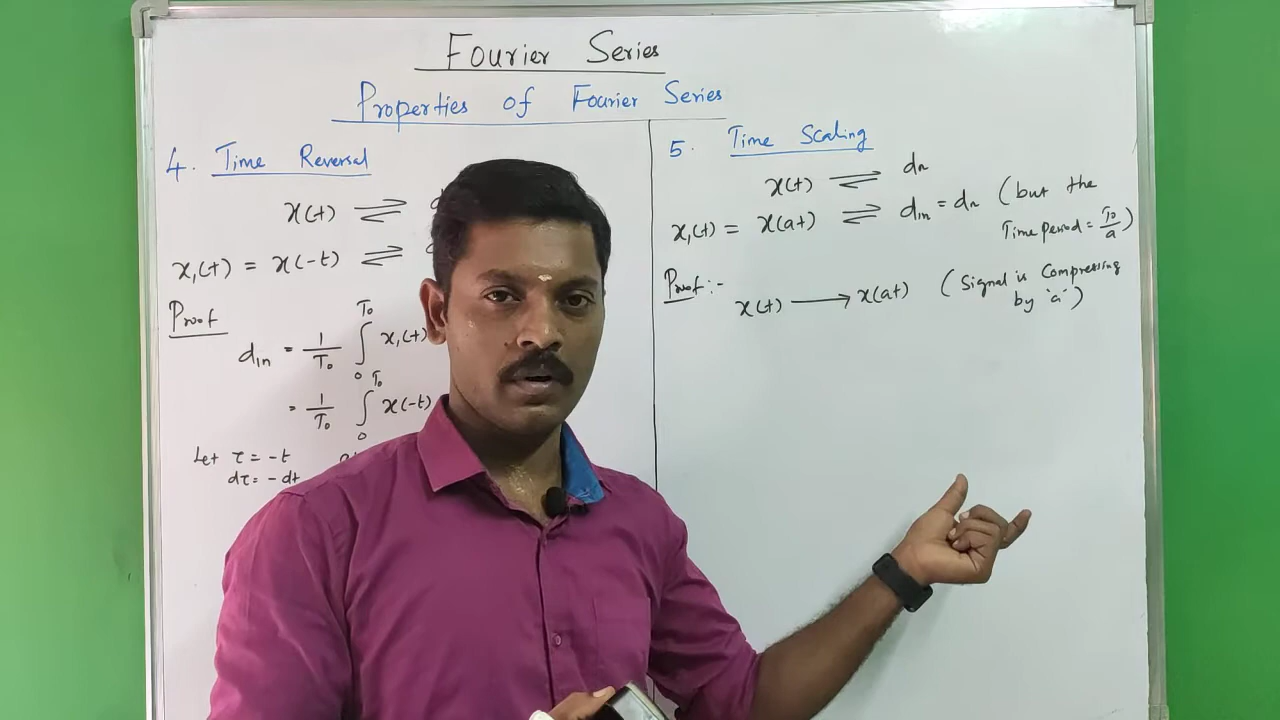 Fourier Series
Properties of Fourier Series
4. Time Reversal
x(t) ⇌
x₁(t) = x(-t) ⇌
Proof
d₁ₙ = 1/T₀ ∫₀^T₀ x₁(t)
= 1/T₀ ∫₀^T₀ x(-t)
Let τ = -t
dτ = - dt
5. Time Scaling
x(t) ⇌ dₙ
x₁(t) = x(at) ⇌ d₁ₙ = dₙ (but the
Time period = T₀/a)
Proof :-
x(t) ⟶ x(at) (Signal is Compressing
by 'a')